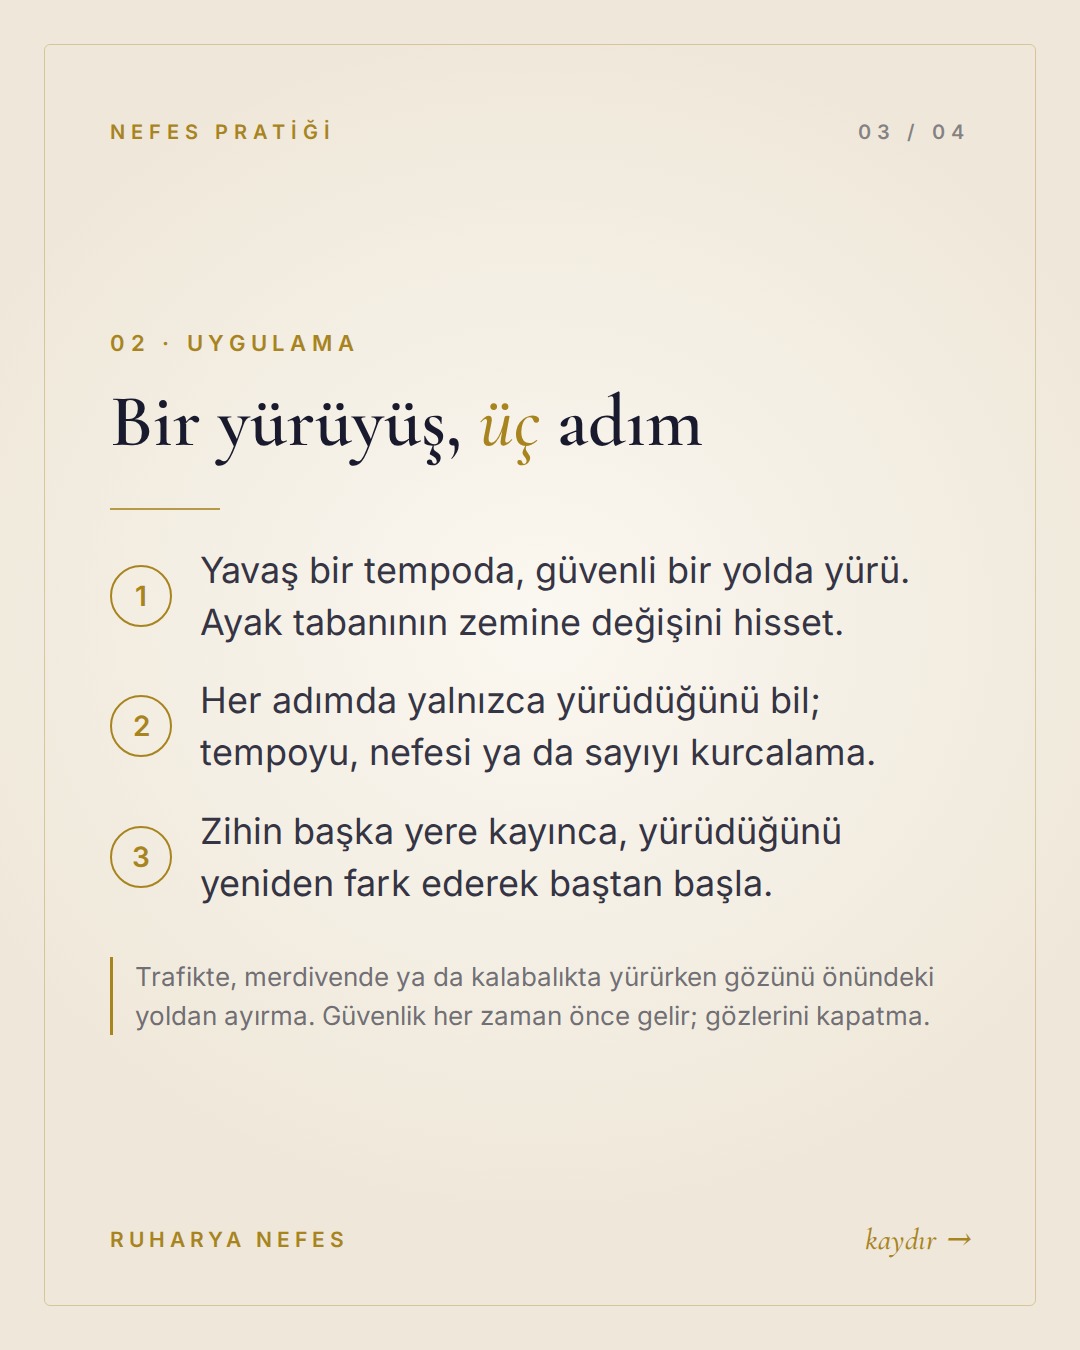 NEFES PRATİĞİ
03 / 04
02 · UYGULAMA
Bir yürüyüş, üç adım
1
Yavaş bir tempoda, güvenli bir yolda yürü.
Ayak tabanının zemine değişini hisset.
2
Her adımda yalnızca yürüdüğünü bil;
tempoyu, nefesi ya da sayıyı kurcalama.
3
Zihin başka yere kayınca, yürüdüğünü
yeniden fark ederek baştan başla.
Trafikte, merdivende ya da kalabalıkta yürürken gözünü önündeki
yoldan ayırma. Güvenlik her zaman önce gelir; gözlerini kapatma.
RUHARYA NEFES
kaydır →